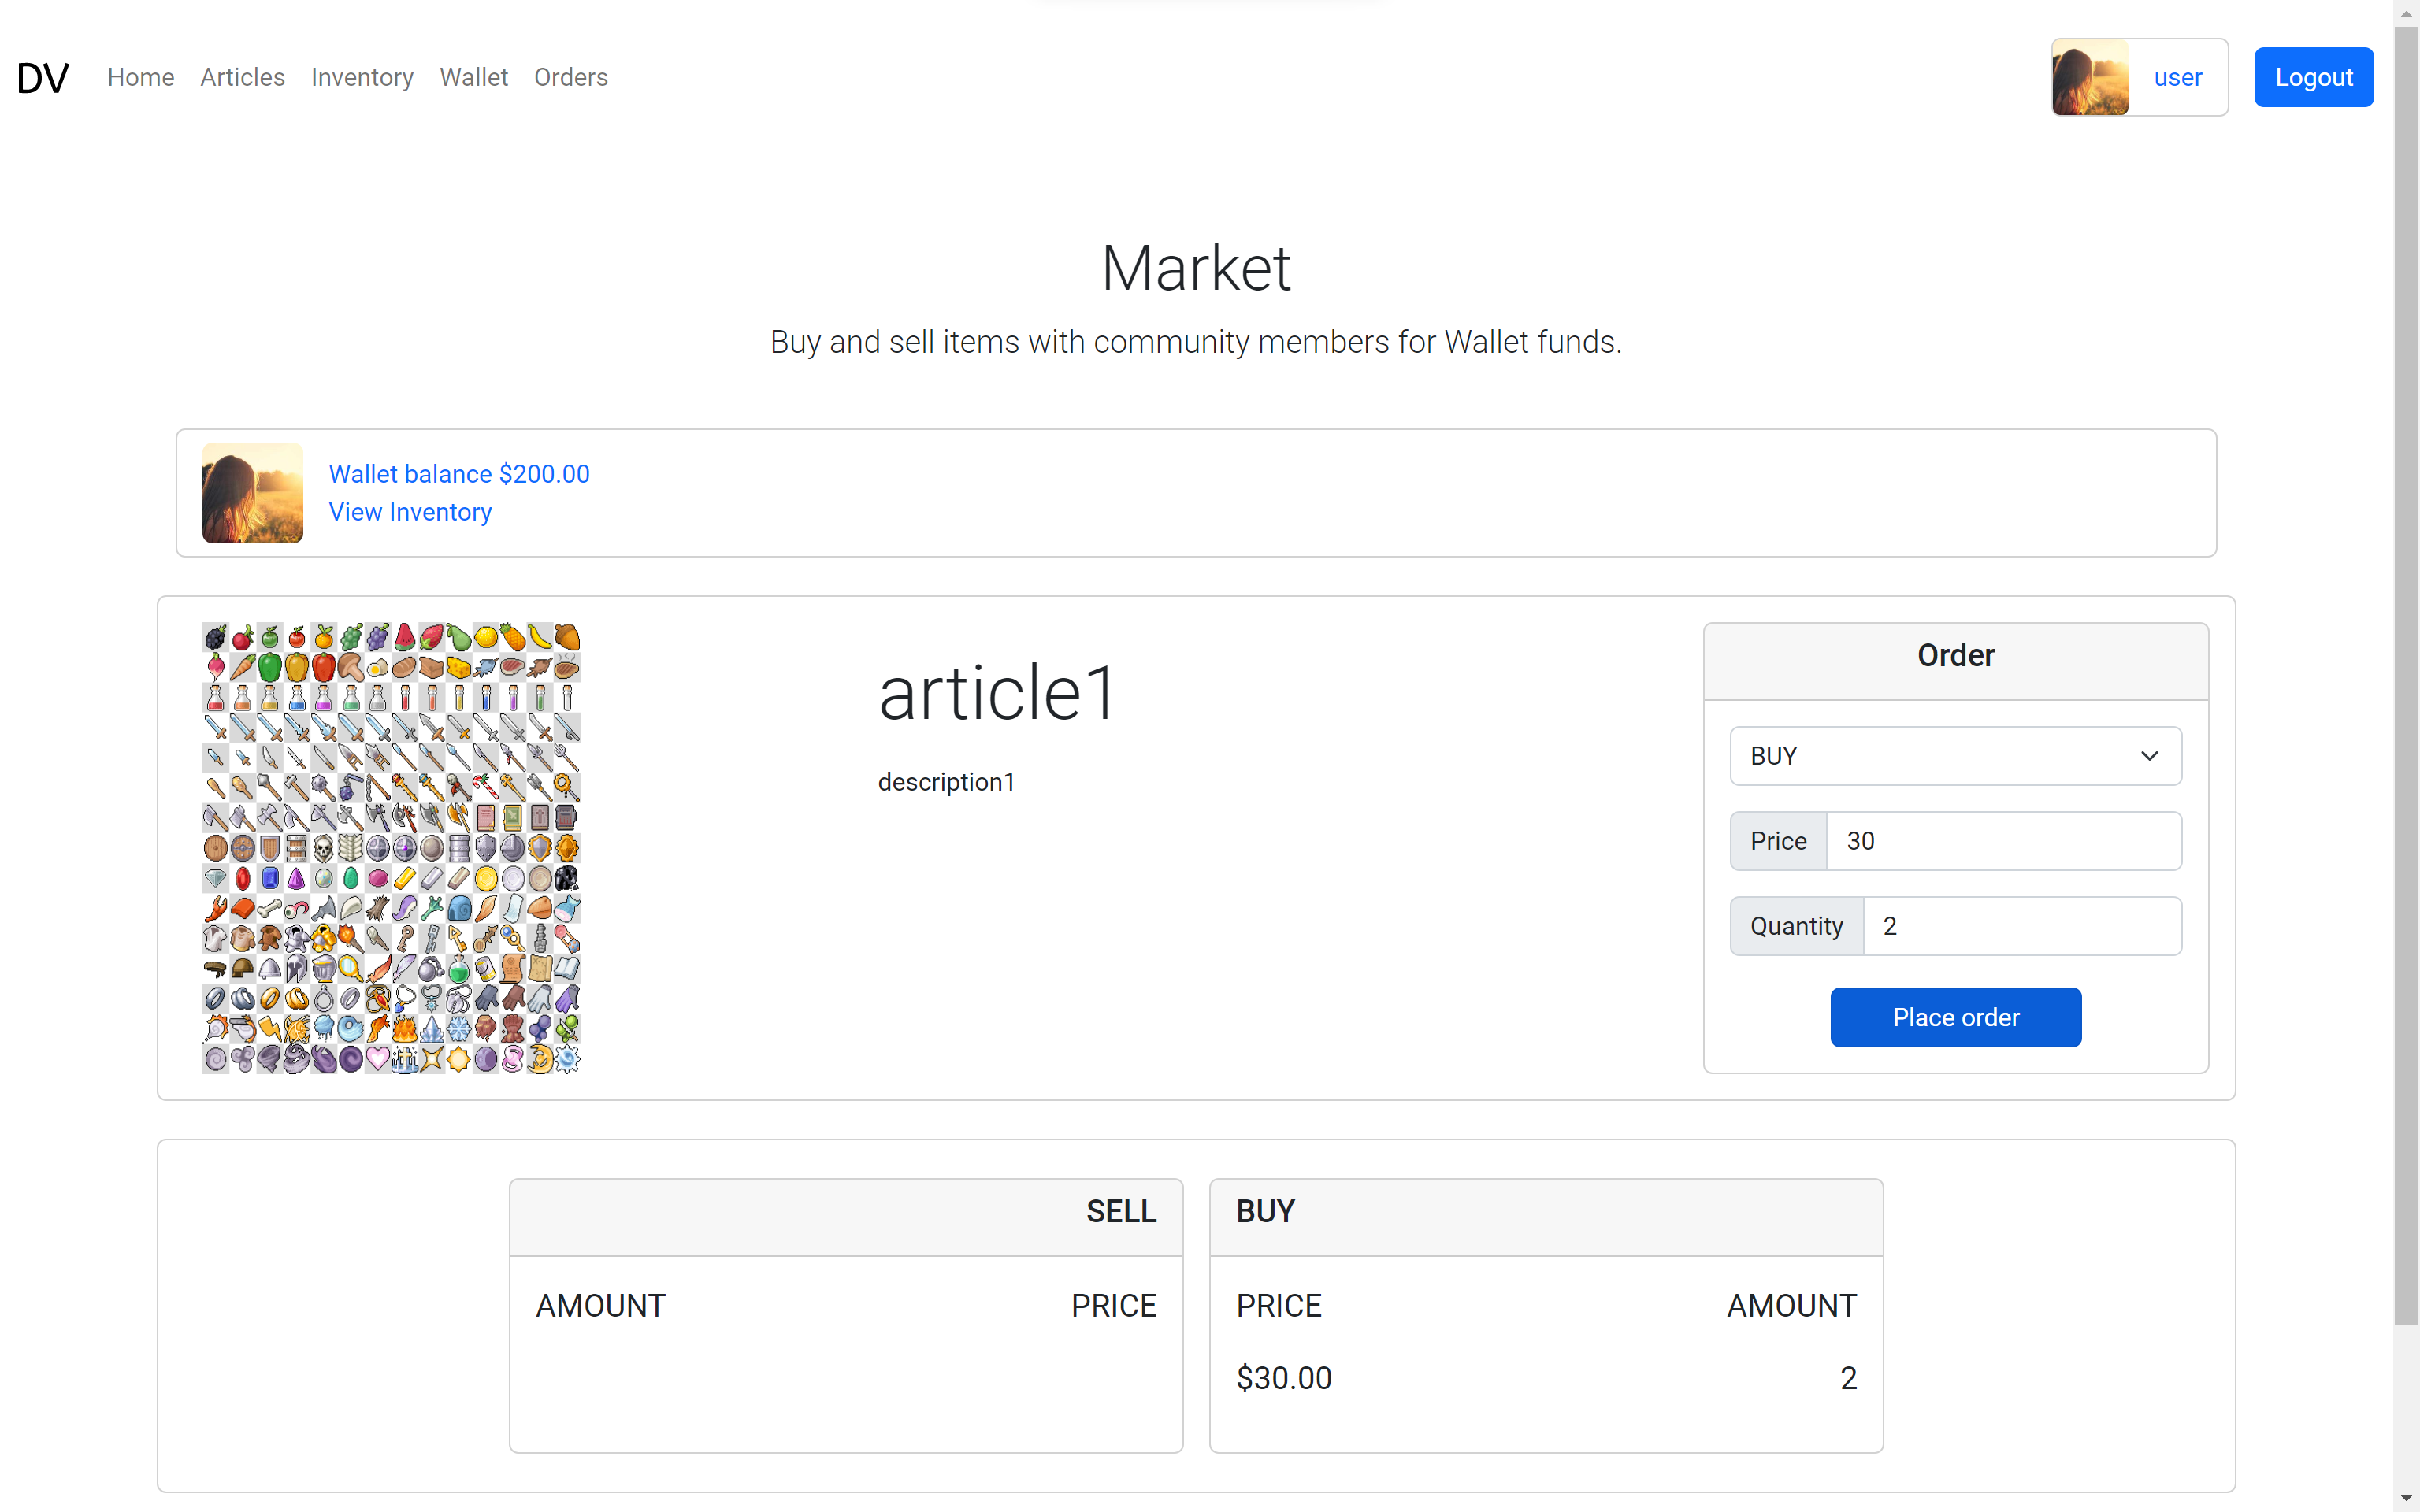 DV Home Articles Inventory Wallet Orders user Logout
Market
Buy and sell items with community members for Wallet funds.
Wallet balance $200.00
View Inventory
article1
description1
Order
BUY
Price 30
Quantity 2
Place order
SELL
AMOUNT PRICE
BUY
PRICE AMOUNT
$30.00 2